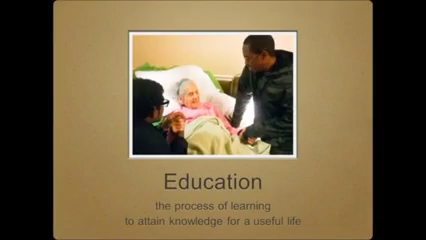 Education
the process of learning
to attain knowledge for a useful life